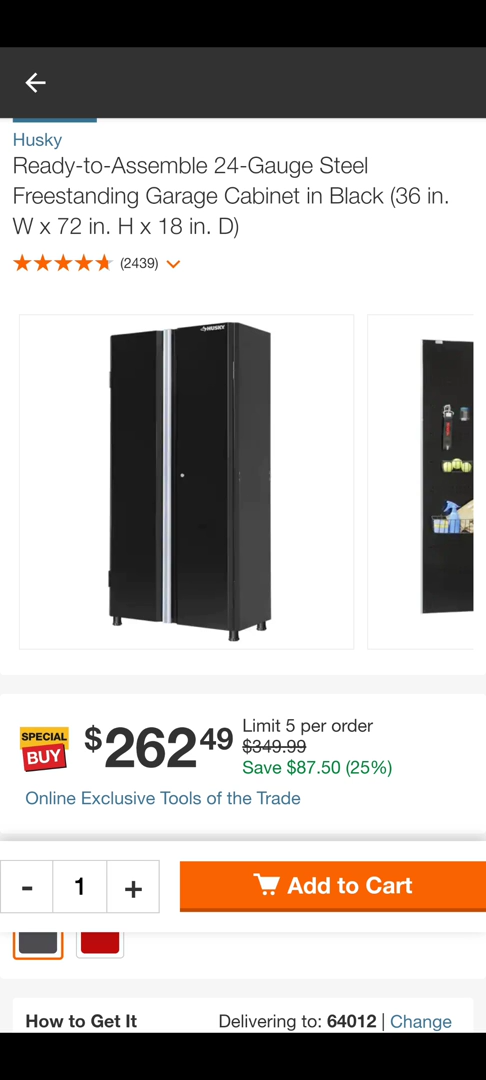 Husky
Ready-to-Assemble 24-Gauge Steel
Freestanding Garage Cabinet in Black (36 in.
W x 72 in. H x 18 in. D)
(2439)
HUSKY
SPECIAL
BUY
$26249
Limit 5 per order
$349.99
Save $87.50 (25%)
Online Exclusive Tools of the Trade
- 1 +
Add to Cart
How to Get It
Delivering to: 64012 | Change